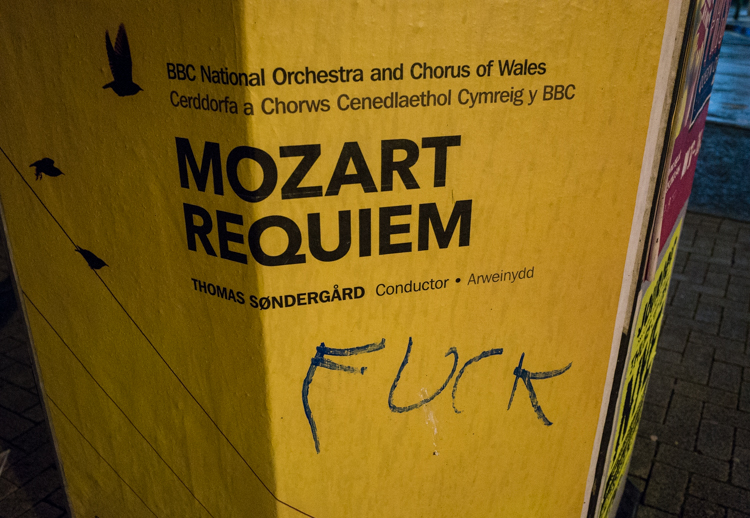 BBC National Orchestra and Chorus of Wales
Cerddorfa a Chorws Cenedlaethol Cymreig y BBC
MOZART
REQUIEM
THOMAS SØNDERGÅRD Conductor • Arweinydd
FUCK